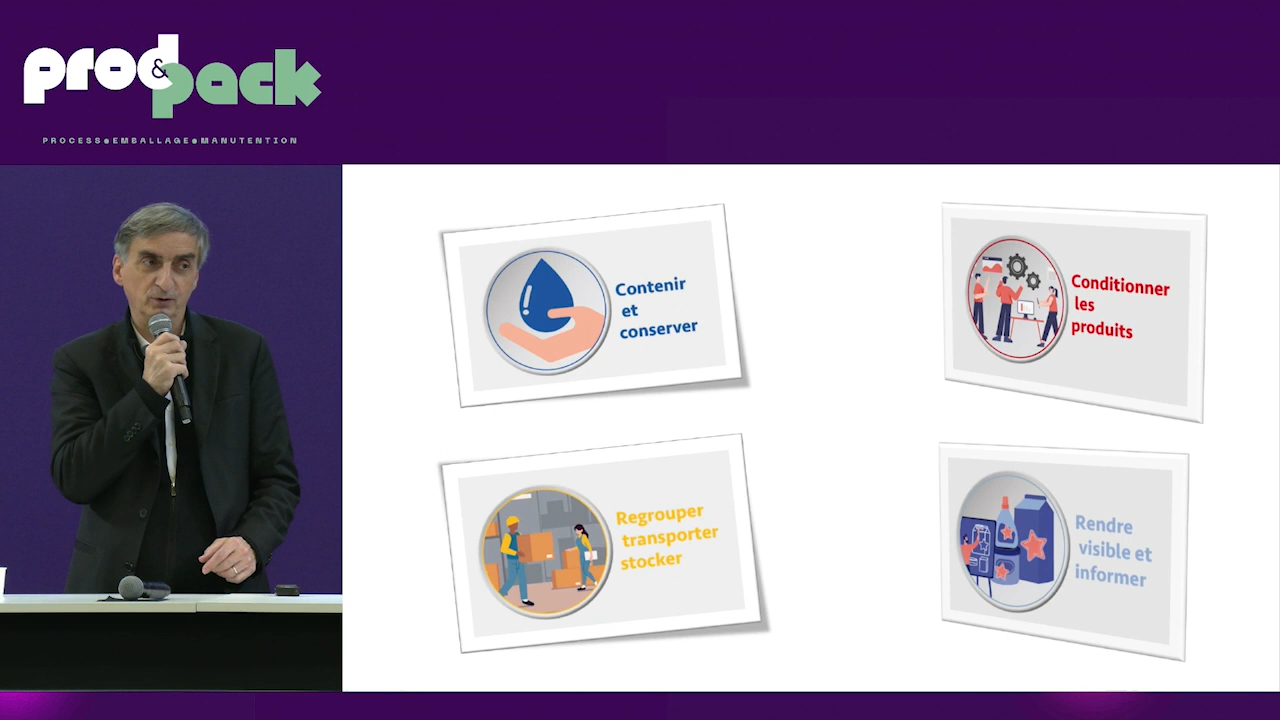 prod&pack
PROCESS●EMBALLAGE●MANUTENTION
Contenir
et
conserver
Conditionner
les
produits
Regrouper
transporter
stocker
Rendre
visible et
informer